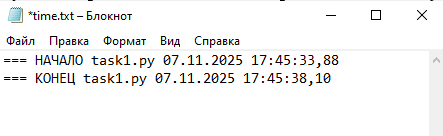 *time.txt – Блокнот
Файл Правка Формат Вид Справка
=== НАЧАЛО task1.py 07.11.2025 17:45:33,88
=== КОНЕЦ task1.py 07.11.2025 17:45:38,10